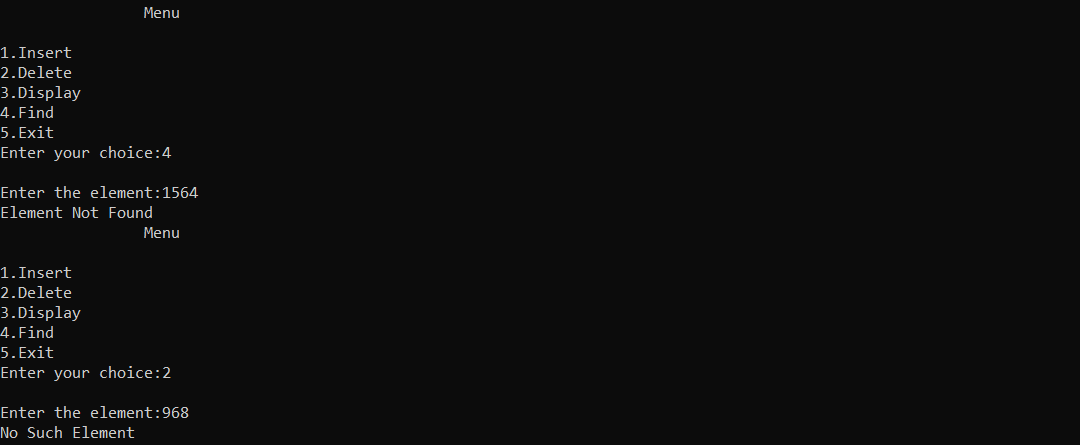 Menu
1.Insert
2.Delete
3.Display
4.Find
5.Exit
Enter your choice:4
Enter the element:1564
Element Not Found
Menu
1.Insert
2.Delete
3.Display
4.Find
5.Exit
Enter your choice:2
Enter the element:968
No Such Element